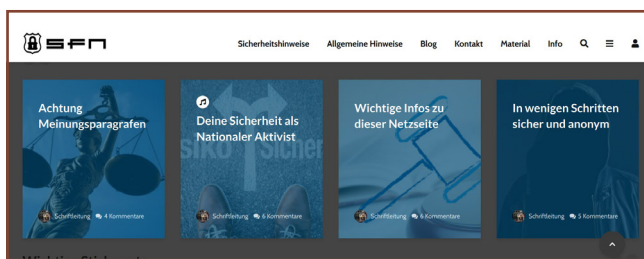 SFN
Sicherheitshinweise Allgemeine Hinweise Blog Kontakt Material Info
Achtung
Meinungsparagrafen
Schriftleitung 4 Kommentare
Deine Sicherheit als
Nationaler Aktivist
Schriftleitung 6 Kommentare
Wichtige Infos zu
dieser Netzseite
Schriftleitung 6 Kommentare
In wenigen Schritten
sicher und anonym
Schriftleitung 5 Kommentare